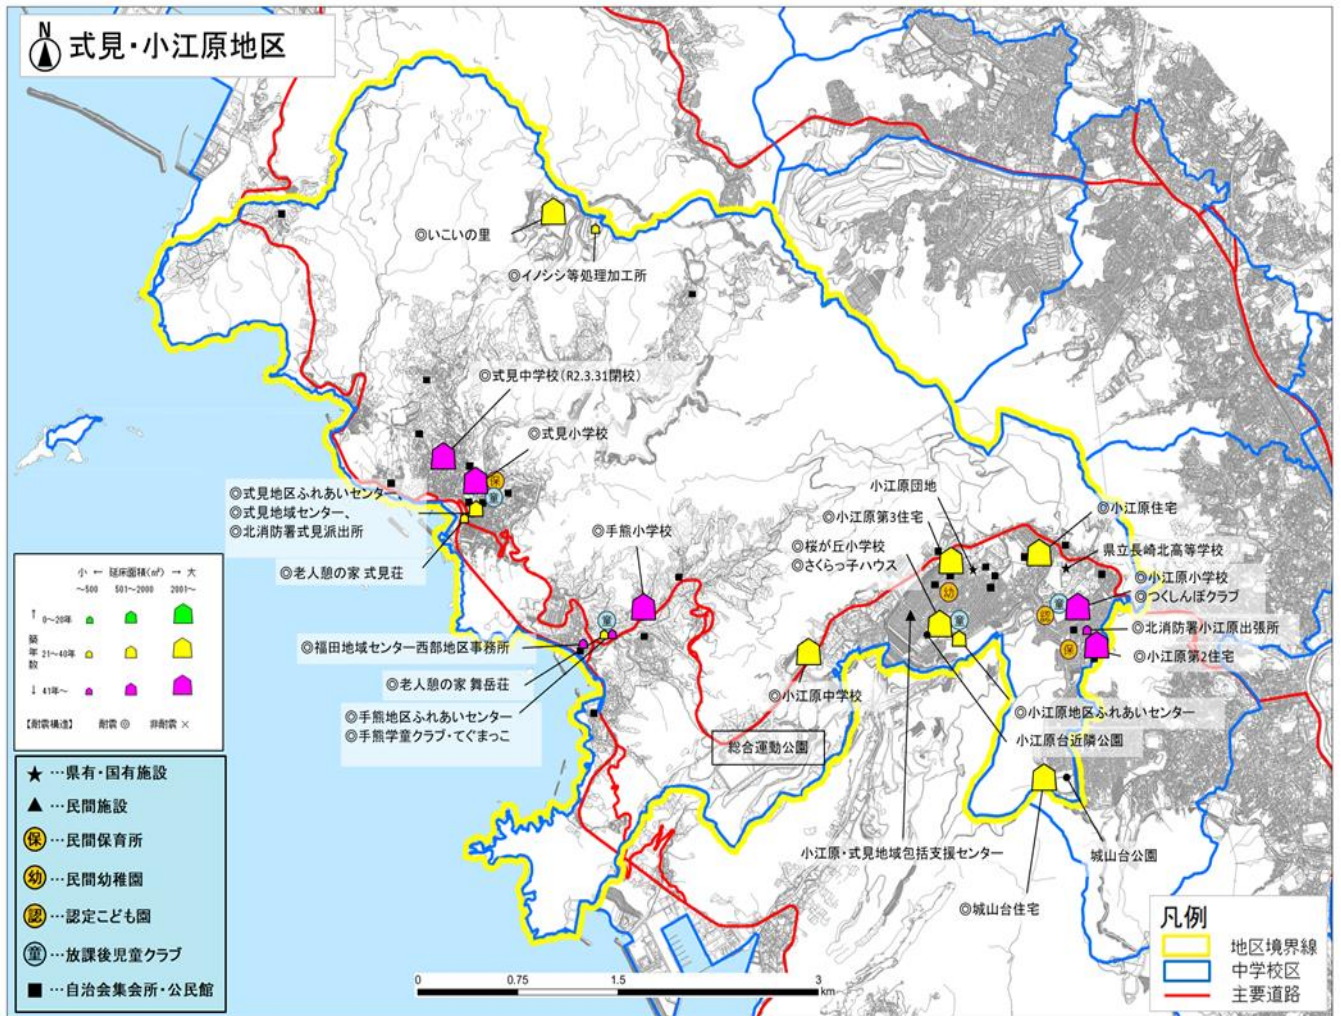 N
式見・小江原地区
◎いこいの里
◎イノシシ等処理加工所
◎式見中学校(R2.3.31閉校)
◎式見小学校
保
童
◎式見地区ふれあいセンター
◎式見地域センター、
◎北消防署式見派出所
◎老人憩の家 式見荘
◎手熊小学校
童
◎福田地域センター西部地区事務所
◎老人憩の家 舞岳荘
◎手熊地区ふれあいセンター
◎手熊学童クラブ・てぐまっこ
小江原団地
◎小江原第3住宅
◎桜が丘小学校
◎さくらっ子ハウス
◎小江原住宅
県立長崎北高等学校
◎小江原小学校
◎つくしんぼクラブ
◎北消防署小江原出張所
◎小江原第2住宅
幼
童
童
認
保
◎小江原中学校
◎小江原地区ふれあいセンター
小江原台近隣公園
総合運動公園
小江原・式見地域包括支援センター
城山台公園
◎城山台住宅
小 ← 延床面積(㎡) → 大
~500 501~2000 2001~
↑ 0~20年
築年数 21~40年
↓ 41年~
【耐震構造】 耐震 ◎ 非耐震 ×
★…県有・国有施設
▲…民間施設
保…民間保育所
幼…民間幼稚園
認…認定こども園
童…放課後児童クラブ
■…自治会集会所・公民館
0 0.75 1.5 3
km
凡例
地区境界線
中学校区
主要道路